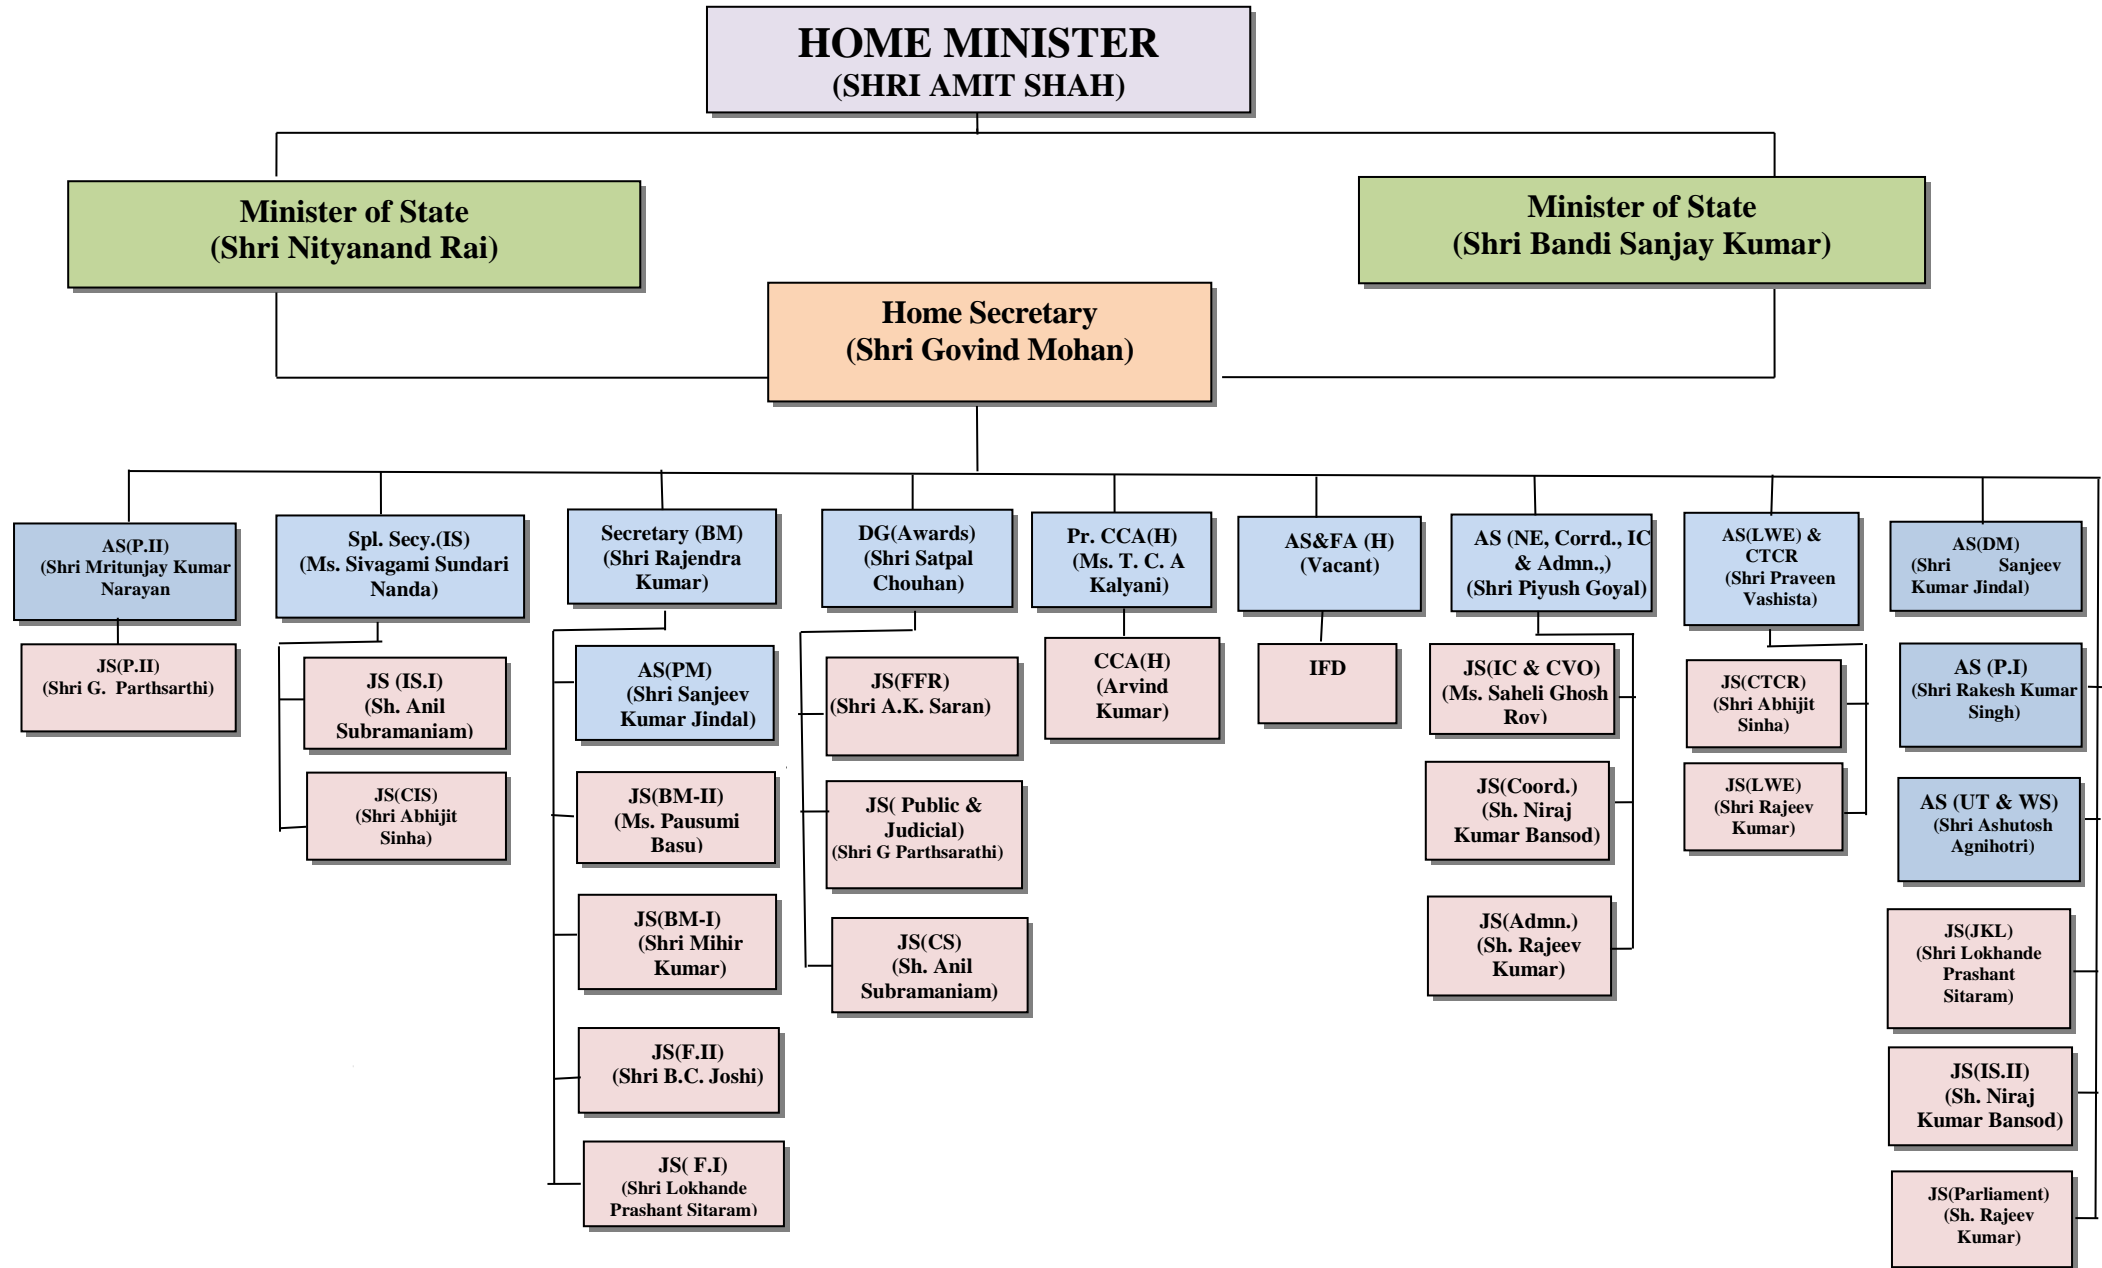 HOME MINISTER
(SHRI AMIT SHAH)
Minister of State
(Shri Nityanand Rai)
Minister of State
(Shri Bandi Sanjay Kumar)
Home Secretary
(Shri Govind Mohan)
AS(P.II)
(Shri Mritunjay Kumar
Narayan
Spl. Secy.(IS)
(Ms. Sivagami Sundari
Nanda)
Secretary (BM)
(Shri Rajendra
Kumar)
DG(Awards)
(Shri Satpal
Chouhan)
Pr. CCA(H)
(Ms. T. C. A
Kalyani)
AS&FA (H)
(Vacant)
AS (NE, Corrd., IC
& Admn.,)
(Shri Piyush Goyal)
AS(LWE) &
CTCR
(Shri Praveen
Vashista)
AS(DM)
(Shri Sanjeev
Kumar Jindal)
JS(P.II)
(Shri G. Parthsarthi)
JS (IS.I)
(Sh. Anil
Subramaniam)
JS(CIS)
(Shri Abhijit
Sinha)
AS(PM)
(Shri Sanjeev
Kumar Jindal)
JS(BM-II)
(Ms. Pausumi
Basu)
JS(BM-I)
(Shri Mihir
Kumar)
JS(F.II)
(Shri B.C. Joshi)
JS( F.I)
(Shri Lokhande
Prashant Sitaram)
JS(FFR)
(Shri A.K. Saran)
JS( Public &
Judicial)
(Shri G Parthsarathi)
JS(CS)
(Sh. Anil
Subramaniam)
CCA(H)
(Arvind
Kumar)
IFD
JS(IC & CVO)
(Ms. Saheli Ghosh
Roy)
JS(Coord.)
(Sh. Niraj
Kumar Bansod)
JS(Admn.)
(Sh. Rajeev
Kumar)
JS(CTCR)
(Shri Abhijit
Sinha)
JS(LWE)
(Shri Rajeev
Kumar)
AS (P.I)
(Shri Rakesh Kumar
Singh)
AS (UT & WS)
(Shri Ashutosh
Agnihotri)
JS(JKL)
(Shri Lokhande
Prashant
Sitaram)
JS(IS.II)
(Sh. Niraj
Kumar Bansod)
JS(Parliament)
(Sh. Rajeev
Kumar)